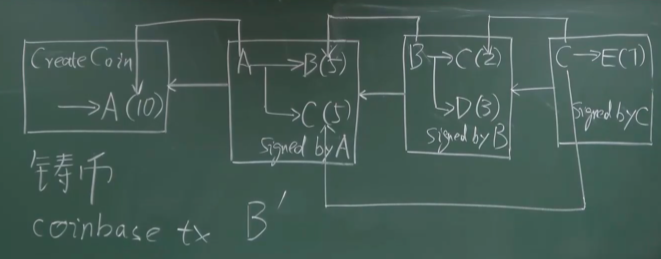 Create Coin
→A(10)
A→B(5)
→C(5)
Signed by A
B→C(2)
→D(3)
Signed by B
C→E(7)
Signed by C
铸币
coinbase tx
B'